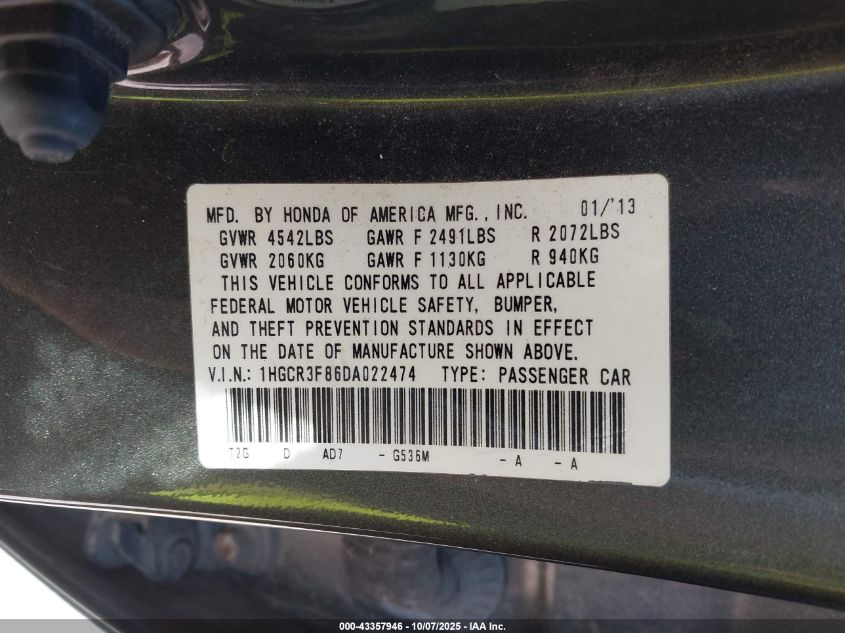 MFD. BY HONDA OF AMERICA MFG., INC. 01/'13
GVWR 4542LBS GAWR F 2491LBS R 2072LBS
GVWR 2060KG GAWR F 1130KG R 940KG
THIS VEHICLE CONFORMS TO ALL APPLICABLE
FEDERAL MOTOR VEHICLE SAFETY, BUMPER,
AND THEFT PREVENTION STANDARDS IN EFFECT
ON THE DATE OF MANUFACTURE SHOWN ABOVE.
V.I.N.: 1HGCR3F86DA022474 TYPE: PASSENGER CAR
T2G D AD7 - G536M - A - A
000-43357946 - 10/07/2025 - IAA Inc.